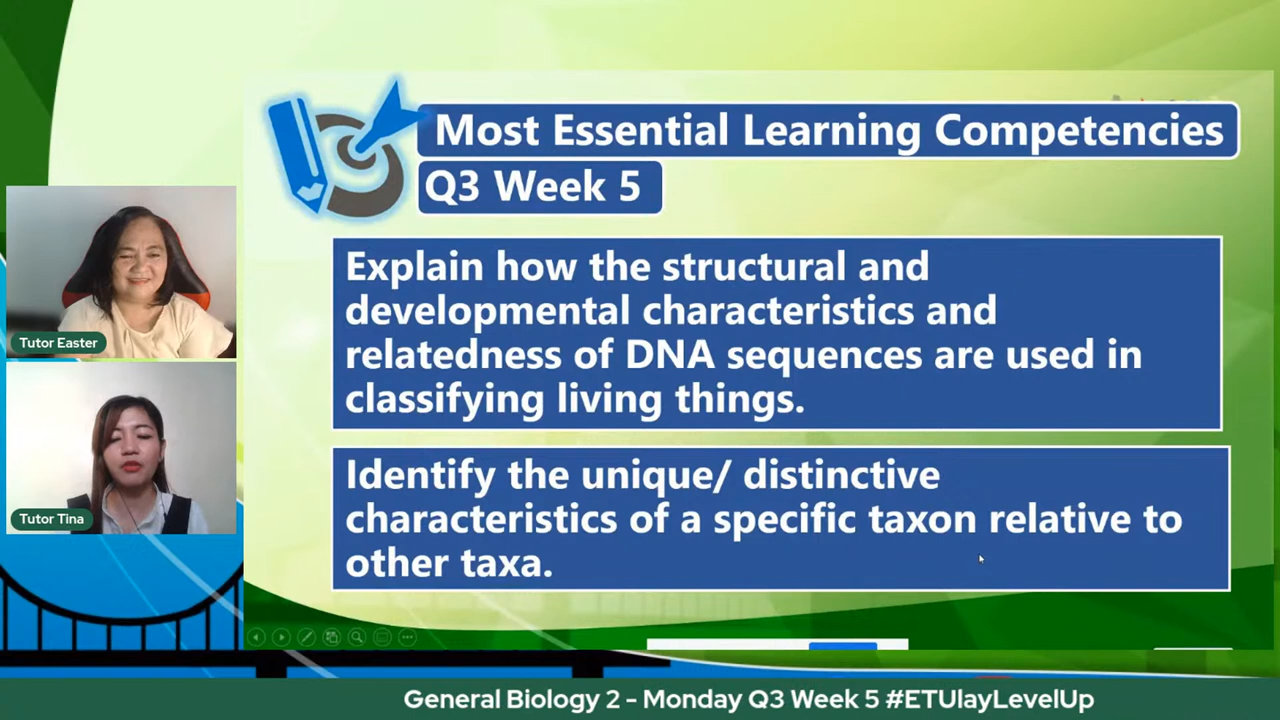 Most Essential Learning Competencies
Q3 Week 5
Explain how the structural and
developmental characteristics and
relatedness of DNA sequences are used in
classifying living things.
Identify the unique/ distinctive
characteristics of a specific taxon relative to
other taxa.
Tutor Easter
Tutor Tina
General Biology 2 - Monday Q3 Week 5 #ETUlayLevelUp